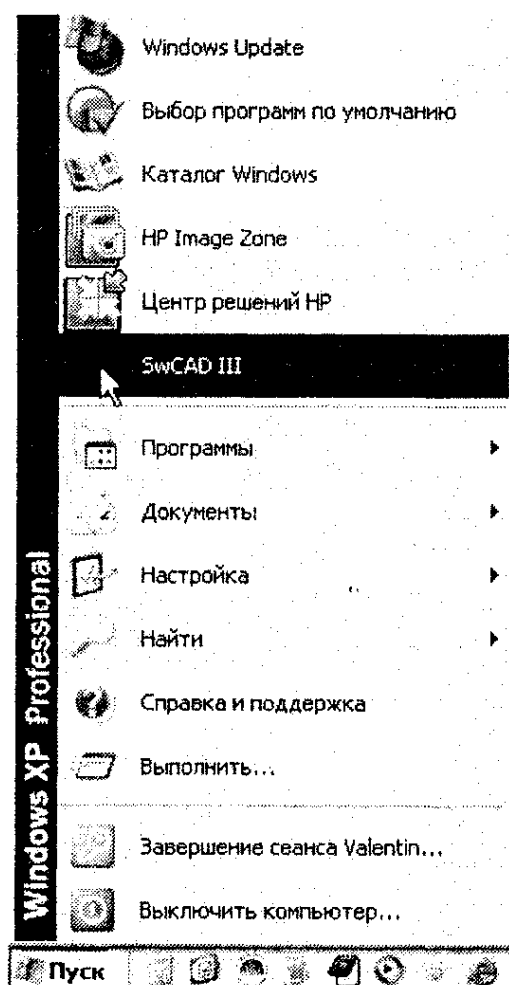 Windows Update
Выбор программ по умолчанию
Каталог Windows
HP Image Zone
Центр решений HP
SwCAD III
Программы
Документы
Настройка
Найти
Справка и поддержка
Выполнить...
Завершение сеанса Valentin...
Выключить компьютер...
Windows XP Professional
Пуск